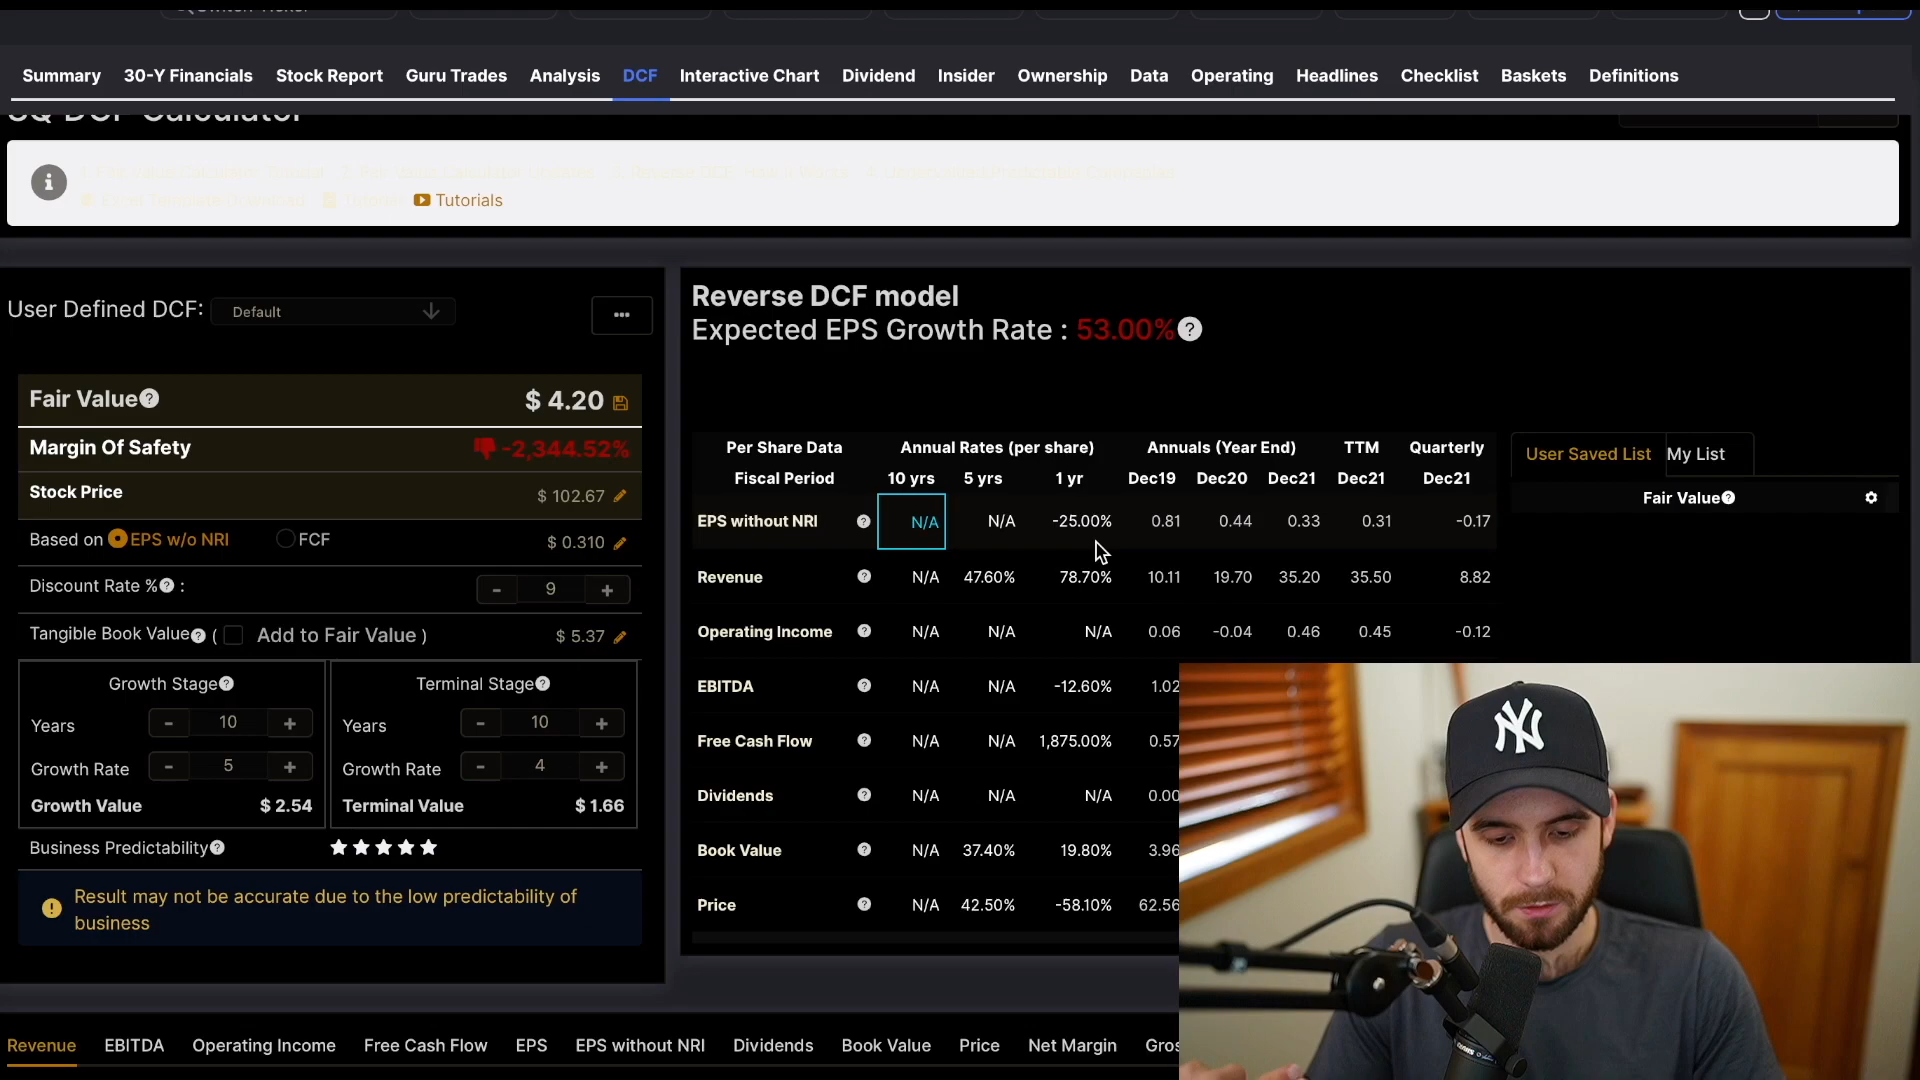 Summary 30-Y Financials Stock Report Guru Trades Analysis DCF Interactive Chart Dividend Insider Ownership Data Operating Headlines Checklist Baskets Definitions
SQ DCF Calculator
Tutorials
User Defined DCF: Default
...
Fair Value $ 4.20
Margin Of Safety -2,344.52%
Stock Price $ 102.67
Based on EPS w/o NRI FCF $ 0.310
Discount Rate % : - 9 +
Tangible Book Value ( Add to Fair Value ) $ 5.37
Growth Stage Terminal Stage
Years - 10 + Years - 10 +
Growth Rate - 5 + Growth Rate - 4 +
Growth Value $ 2.54 Terminal Value $ 1.66
Business Predictability
Result may not be accurate due to the low predictability of
business
Reverse DCF model
Expected EPS Growth Rate : 53.00%
Per Share Data Annual Rates (per share) Annuals (Year End) TTM Quarterly
Fiscal Period 10 yrs 5 yrs 1 yr Dec19 Dec20 Dec21 Dec21 Dec21
EPS without NRI N/A N/A -25.00% 0.81 0.44 0.33 0.31 -0.17
Revenue N/A 47.60% 78.70% 10.11 19.70 35.20 35.50 8.82
Operating Income N/A N/A N/A 0.06 -0.04 0.46 0.45 -0.12
EBITDA N/A N/A -12.60% 1.02
Free Cash Flow N/A N/A 1,875.00% 0.57
Dividends N/A N/A N/A 0.00
Book Value N/A 37.40% 19.80% 3.96
Price N/A 42.50% -58.10% 62.56
User Saved List My List
Fair Value
NY
Revenue EBITDA Operating Income Free Cash Flow EPS EPS without NRI Dividends Book Value Price Net Margin